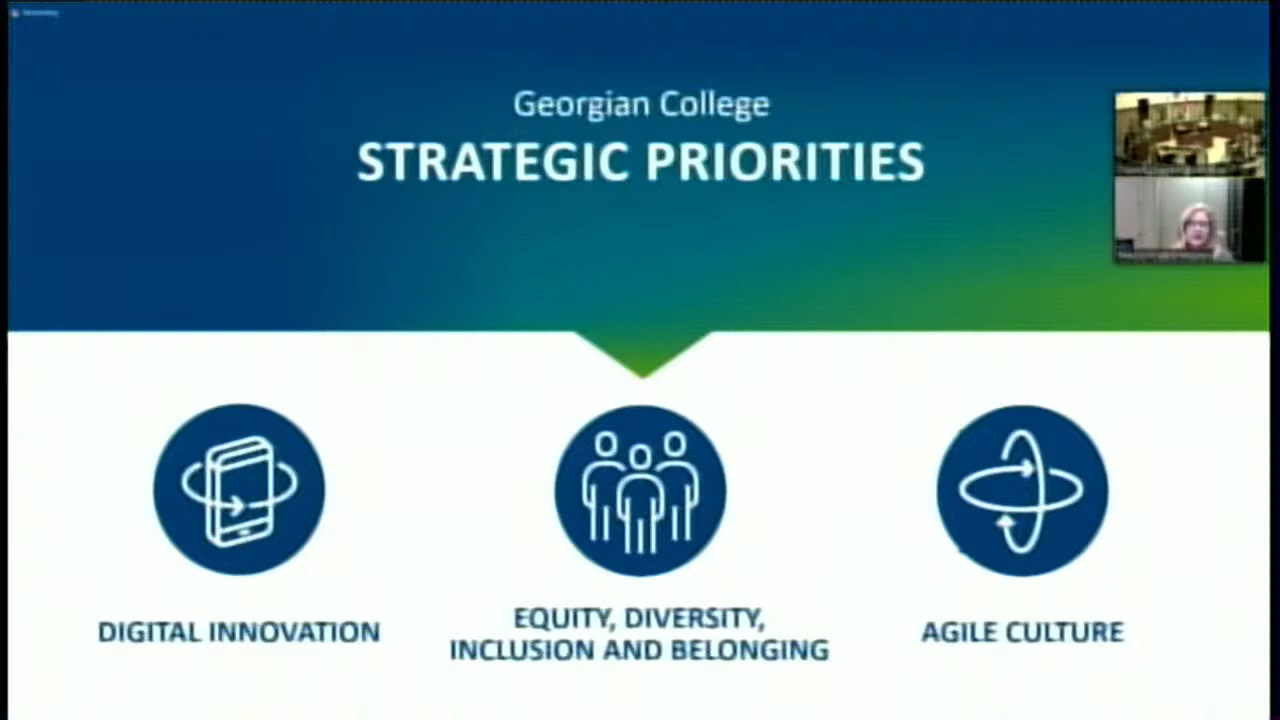 Georgian College
STRATEGIC PRIORITIES
DIGITAL INNOVATION
EQUITY, DIVERSITY,
INCLUSION AND BELONGING
AGILE CULTURE